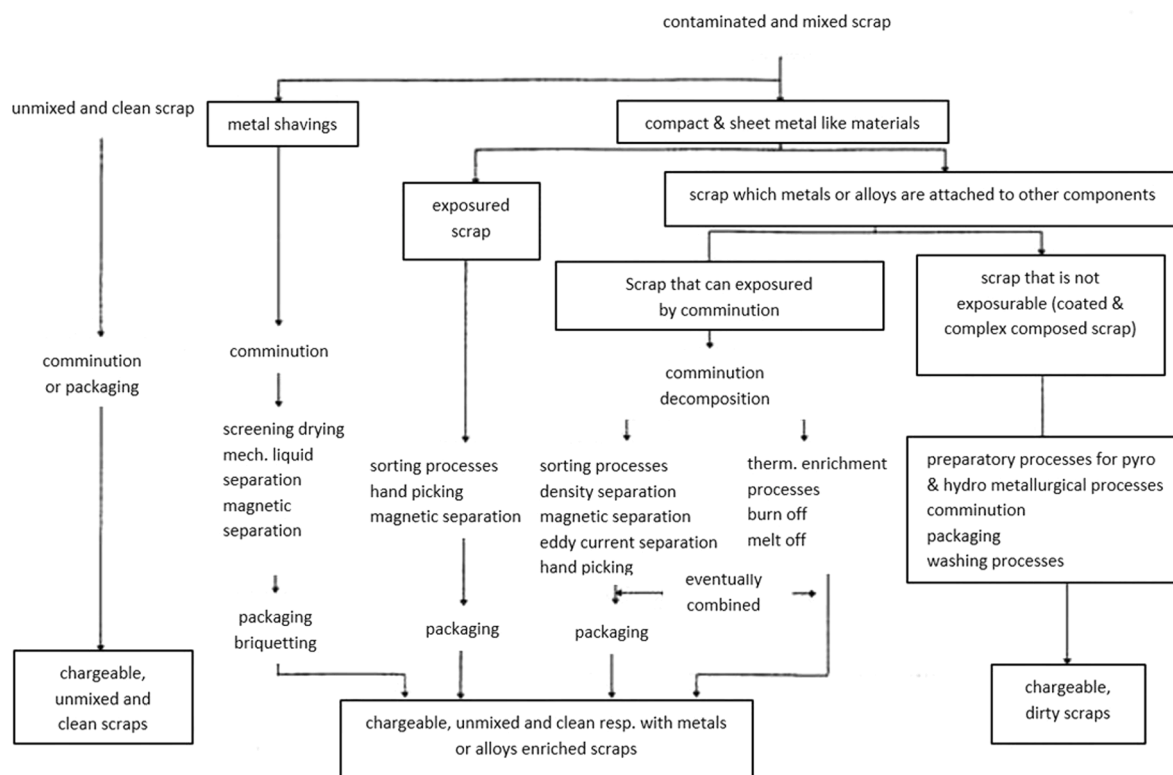 contaminated and mixed scrap
unmixed and clean scrap
metal shavings
compact & sheet metal like materials
exposured
scrap
scrap which metals or alloys are attached to other components
Scrap that can exposured
by comminution
scrap that is not
exposurable (coated &
complex composed scrap)
comminution
or packaging
comminution
comminution
decomposition
screening drying
mech. liquid
separation
magnetic
separation
sorting processes
hand picking
magnetic separation
sorting processes
density separation
magnetic separation
eddy current separation
hand picking
therm. enrichment
processes
burn off
melt off
preparatory processes for pyro
& hydro metallurgical processes
comminution
packaging
washing processes
eventually
combined
packaging
briquetting
packaging
packaging
chargeable,
unmixed and
clean scraps
chargeable, unmixed and clean resp. with metals
or alloys enriched scraps
chargeable,
dirty scraps